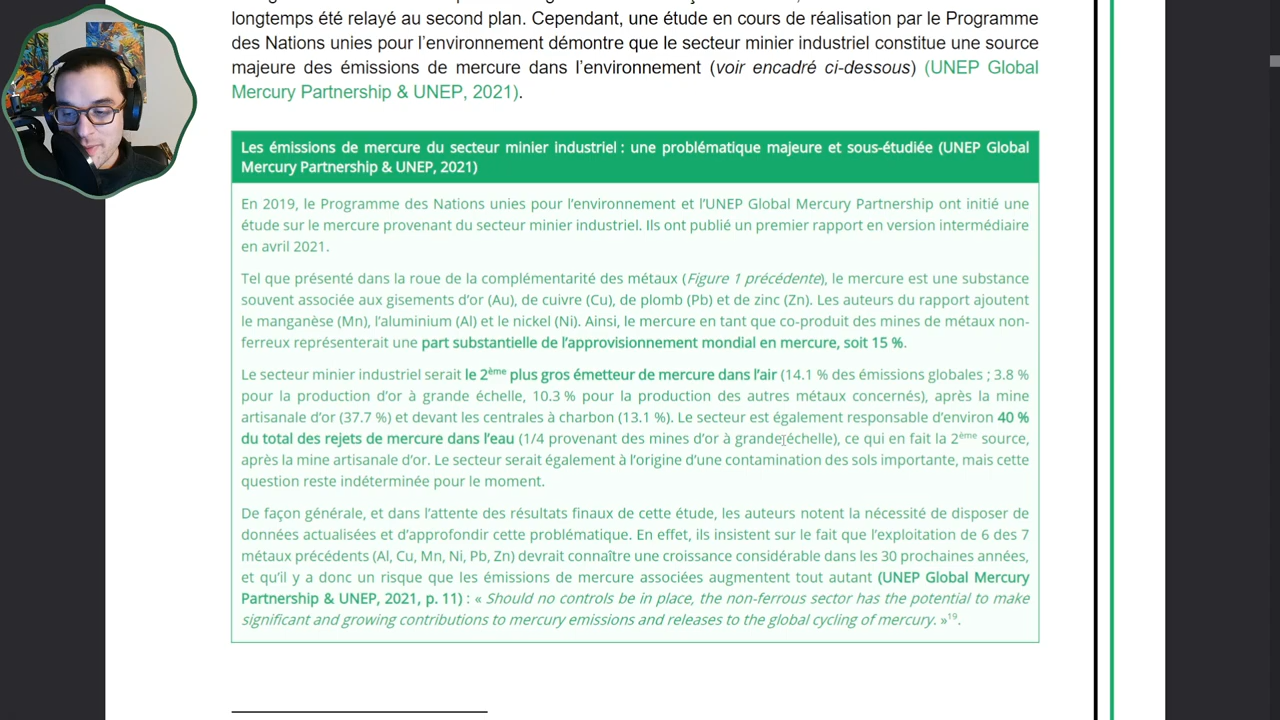 longtemps été relayé au second plan. Cependant, une étude en cours de réalisation par le Programme
des Nations unies pour l'environnement démontre que le secteur minier industriel constitue une source
majeure des émissions de mercure dans l'environnement (voir encadré ci-dessous) (UNEP Global
Mercury Partnership & UNEP, 2021).
Les émissions de mercure du secteur minier industriel : une problématique majeure et sous-étudiée (UNEP Global
Mercury Partnership & UNEP, 2021)
En 2019, le Programme des Nations unies pour l'environnement et l'UNEP Global Mercury Partnership ont initié une
étude sur le mercure provenant du secteur minier industriel. Ils ont publié un premier rapport en version intermédiaire
en avril 2021.
Tel que présenté dans la roue de la complémentarité des métaux (Figure 1 précédente), le mercure est une substance
souvent associée aux gisements d'or (Au), de cuivre (Cu), de plomb (Pb) et de zinc (Zn). Les auteurs du rapport ajoutent
le manganèse (Mn), l'aluminium (Al) et le nickel (Ni). Ainsi, le mercure en tant que co-produit des mines de métaux non-
ferreux représenterait une part substantielle de l'approvisionnement mondial en mercure, soit 15 %.
Le secteur minier industriel serait le 2ème plus gros émetteur de mercure dans l'air (14.1 % des émissions globales ; 3.8 %
pour la production d'or à grande échelle, 10.3 % pour la production des autres métaux concernés), après la mine
artisanale d'or (37.7 %) et devant les centrales à charbon (13.1 %). Le secteur est également responsable d'environ 40 %
du total des rejets de mercure dans l'eau (1/4 provenant des mines d'or à grande échelle), ce qui en fait la 2ème source,
après la mine artisanale d'or. Le secteur serait également à l'origine d'une contamination des sols importante, mais cette
question reste indéterminée pour le moment.
De façon générale, et dans l'attente des résultats finaux de cette étude, les auteurs notent la nécessité de disposer de
données actualisées et d'approfondir cette problématique. En effet, ils insistent sur le fait que l'exploitation de 6 des 7
métaux précédents (Al, Cu, Mn, Ni, Pb, Zn) devrait connaître une croissance considérable dans les 30 prochaines années,
et qu'il y a donc un risque que les émissions de mercure associées augmentent tout autant (UNEP Global Mercury
Partnership & UNEP, 2021, p. 11) : « Should no controls be in place, the non-ferrous sector has the potential to make
significant and growing contributions to mercury emissions and releases to the global cycling of mercury. »19.